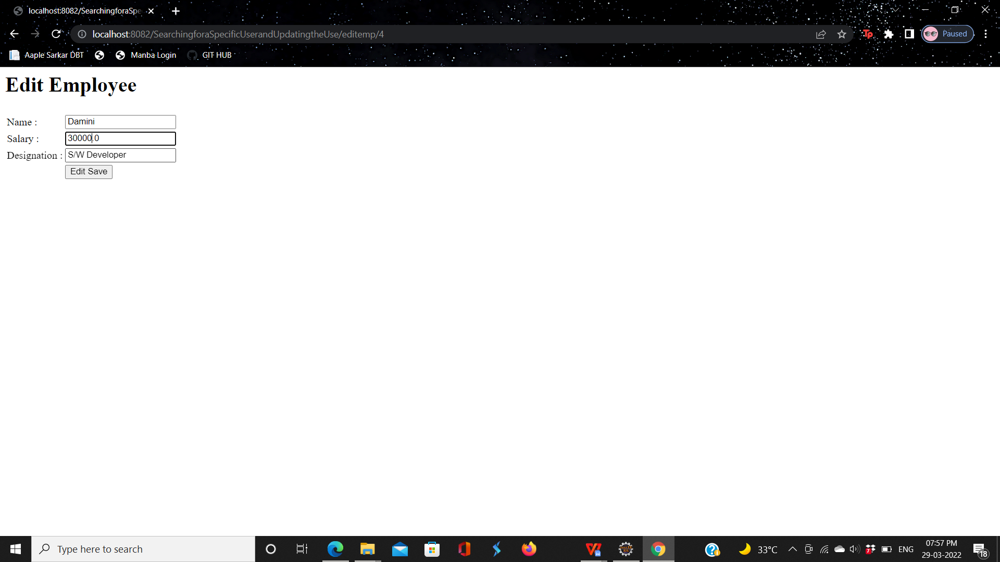 localhost:8082/SearchingforaSpe
localhost:8082/SearchingforaSpecificUserandUpdatingtheUse/editemp/4
Tp
Paused
Aaple Sarkar DBT
Manba Login
GIT HUB
Edit Employee
Name :
Damini
Salary :
30000.0
Designation :
S/W Developer
Edit Save
Type here to search
33°C
7
ENG
07:57 PM
29-03-2022
18